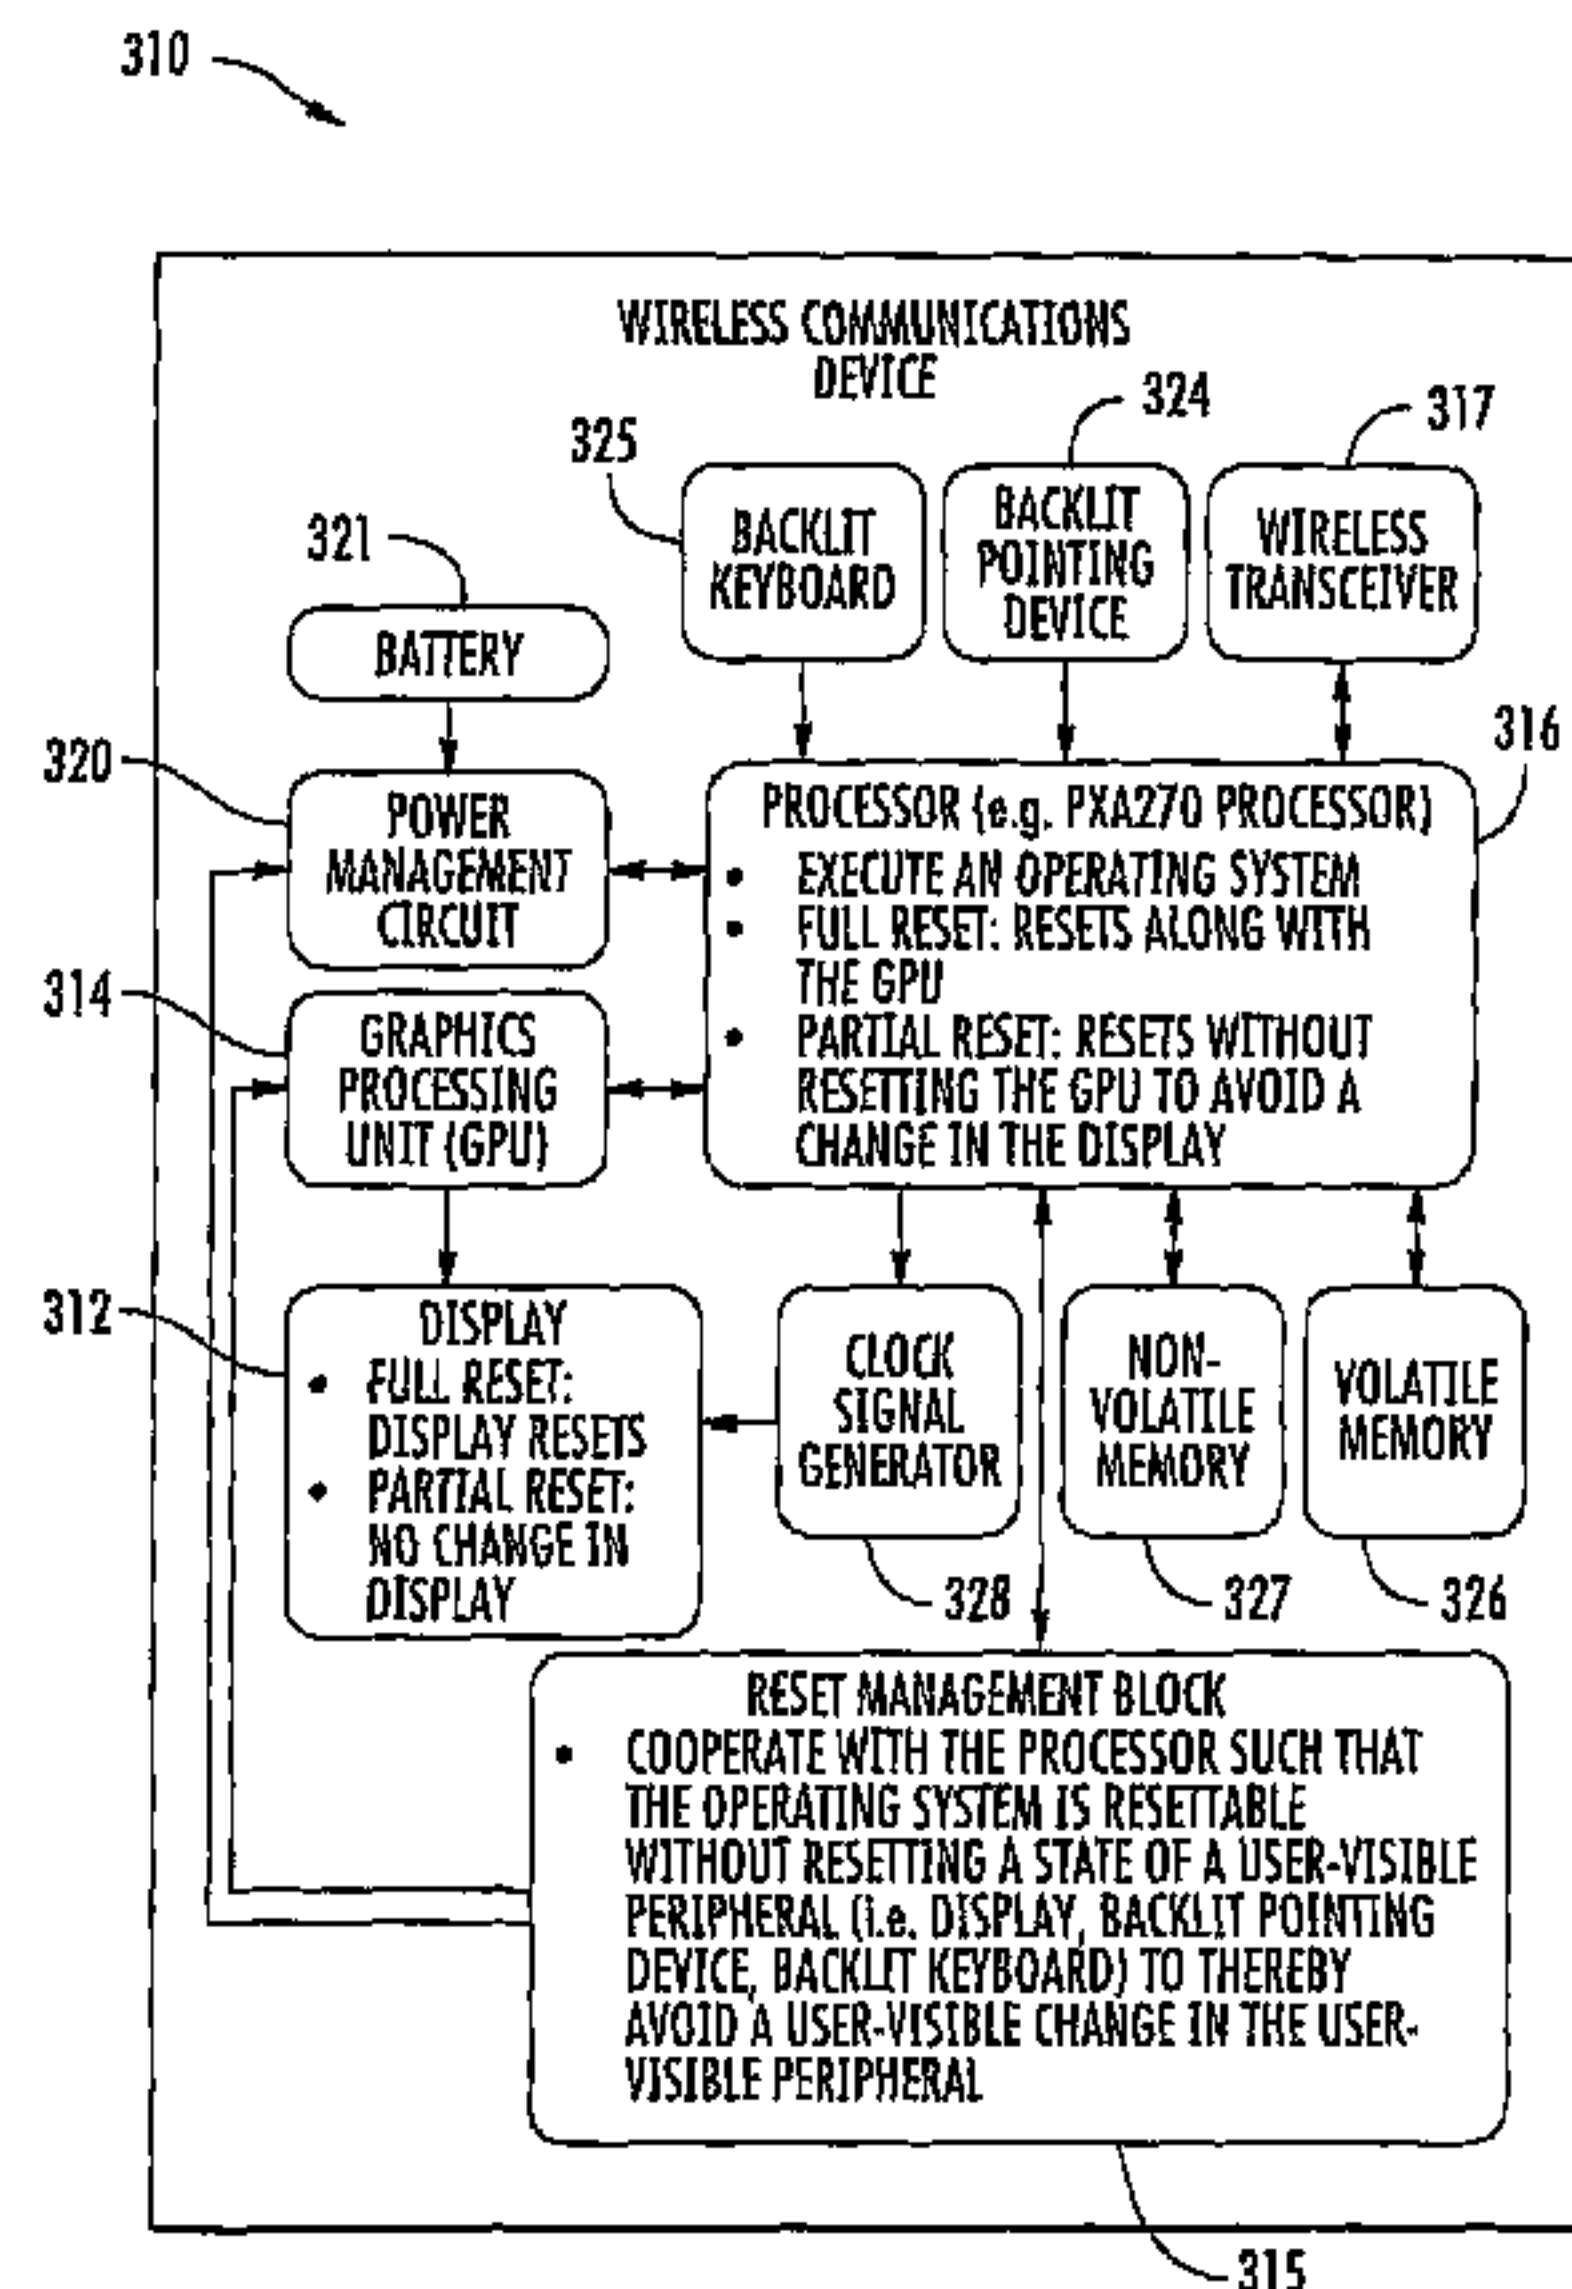 310
WIRELESS COMMUNICATIONS
DEVICE
324
317
325
321
BACKLIT
KEYBOARD
BACKLIT
POINTING
DEVICE
WIRELESS
TRANSCEIVER
BATTERY
316
320
POWER
MANAGEMENT
CIRCUIT
PROCESSOR (e.g. PXA270 PROCESSOR)
• EXECUTE AN OPERATING SYSTEM
• FULL RESET: RESETS ALONG WITH
THE GPU
• PARTIAL RESET: RESETS WITHOUT
RESETTING THE GPU TO AVOID A
CHANGE IN THE DISPLAY
314
GRAPHICS
PROCESSING
UNIT (GPU)
312
DISPLAY
• FULL RESET:
DISPLAY RESETS
• PARTIAL RESET:
NO CHANGE IN
DISPLAY
CLOCK
SIGNAL
GENERATOR
NON-
VOLATILE
MEMORY
VOLATILE
MEMORY
328
327
326
RESET MANAGEMENT BLOCK
• COOPERATE WITH THE PROCESSOR SUCH THAT
THE OPERATING SYSTEM IS RESETTABLE
WITHOUT RESETTING A STATE OF A USER-VISIBLE
PERIPHERAL (i.e. DISPLAY, BACKLIT POINTING
DEVICE, BACKLIT KEYBOARD) TO THEREBY
AVOID A USER-VISIBLE CHANGE IN THE USER-
VISIBLE PERIPHERAL
315